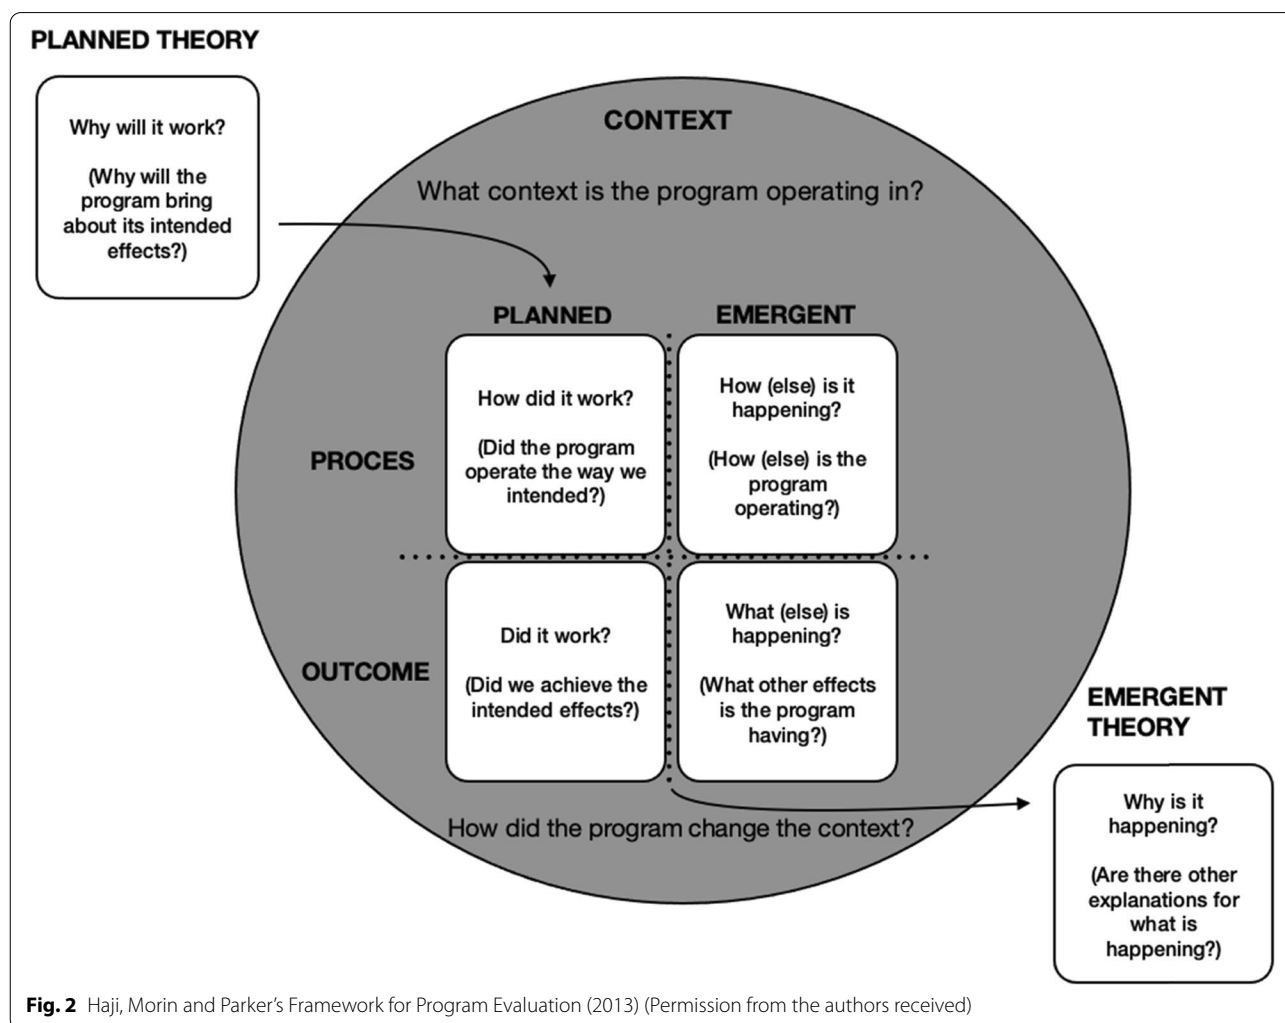 PLANNED THEORY
Why will it work?
(Why will the
program bring
about its intended
effects?)
CONTEXT
What context is the program operating in?
PLANNED
EMERGENT
PROCES
How did it work?
(Did the program
operate the way we
intended?)
How (else) is it
happening?
(How (else) is the
program
operating?)
OUTCOME
Did it work?
(Did we achieve the
intended effects?)
What (else) is
happening?
(What other effects
is the program
having?)
How did the program change the context?
EMERGENT
THEORY
Why is it
happening?
(Are there other
explanations for
what is
happening?)
Fig. 2 Haji, Morin and Parker’s Framework for Program Evaluation (2013) (Permission from the authors received)